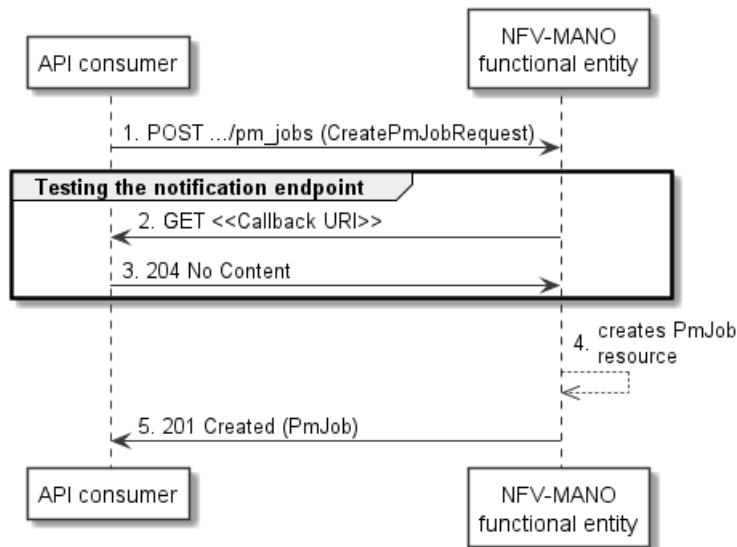 API consumer
NFV-MANO
functional entity
1. POST .../pm_jobs (CreatePmJobRequest)
Testing the notification endpoint
2. GET <<Callback URI>>
3. 204 No Content
4. creates PmJob
resource
5. 201 Created (PmJob)
API consumer
NFV-MANO
functional entity